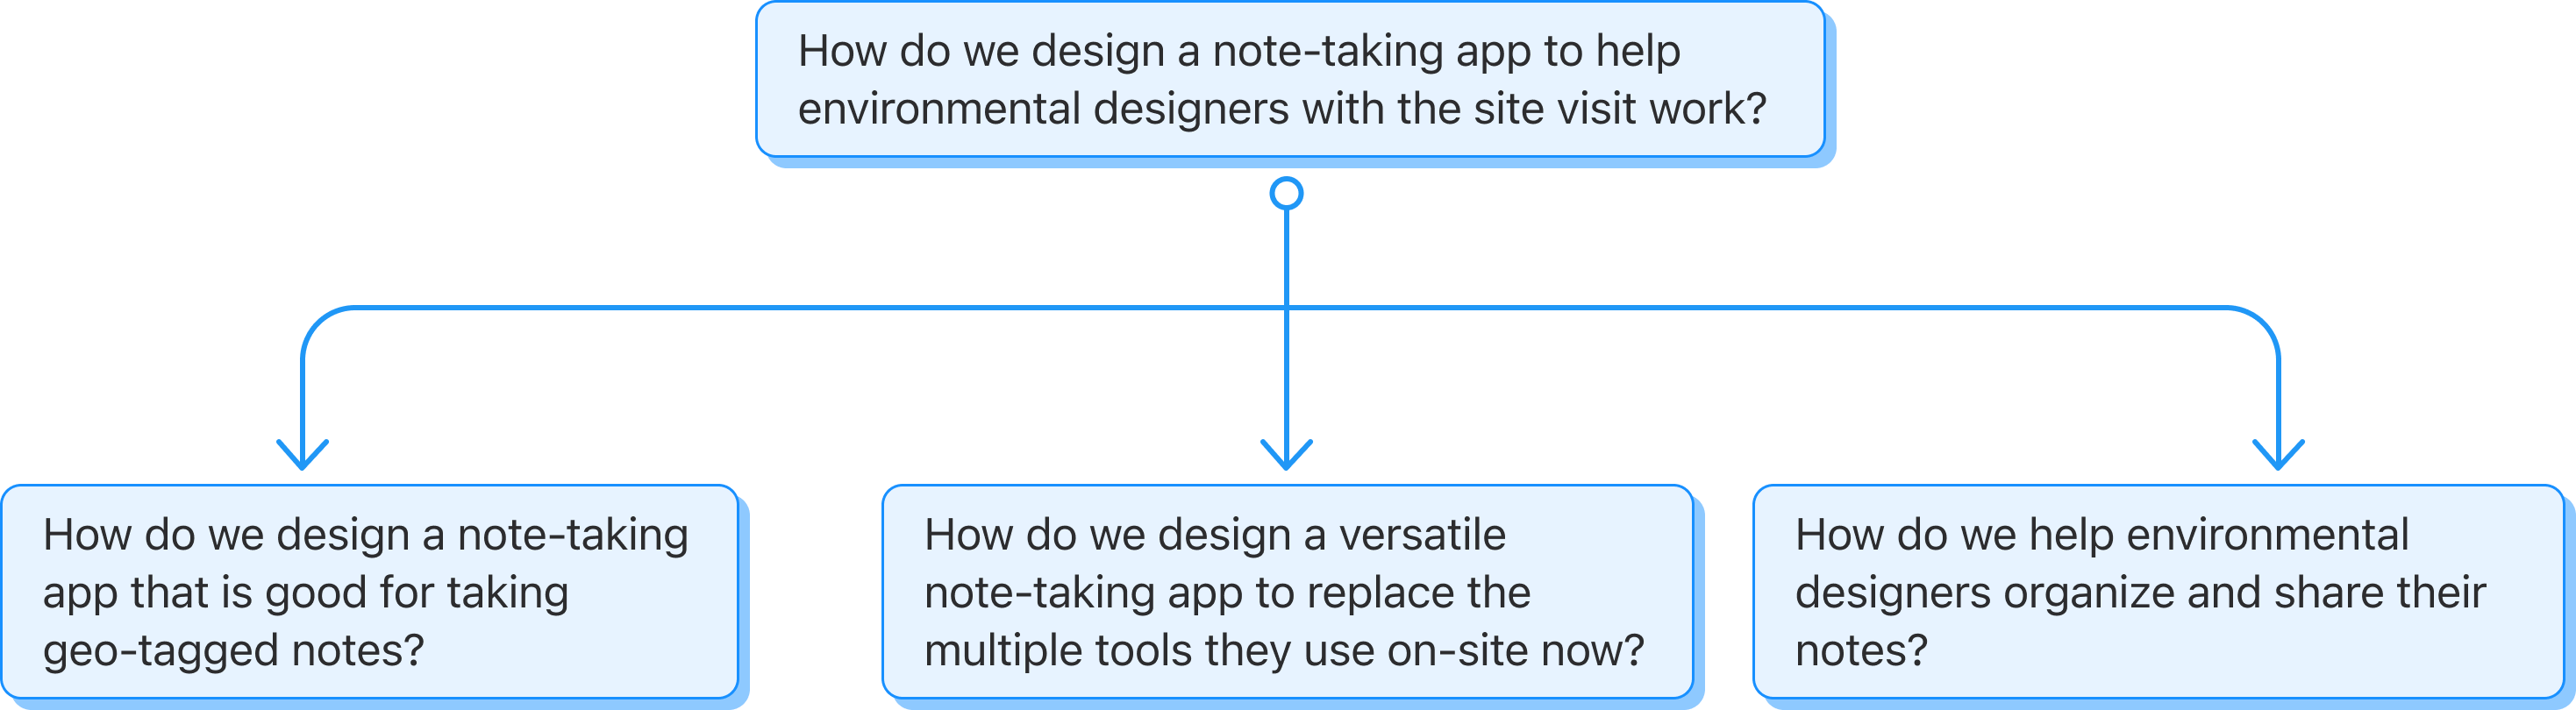 How do we design a note-taking app to help
environmental designers with the site visit work?
How do we design a note-taking
app that is good for taking
geo-tagged notes?
How do we design a versatile
note-taking app to replace the
multiple tools they use on-site now?
How do we help environmental
designers organize and share their
notes?